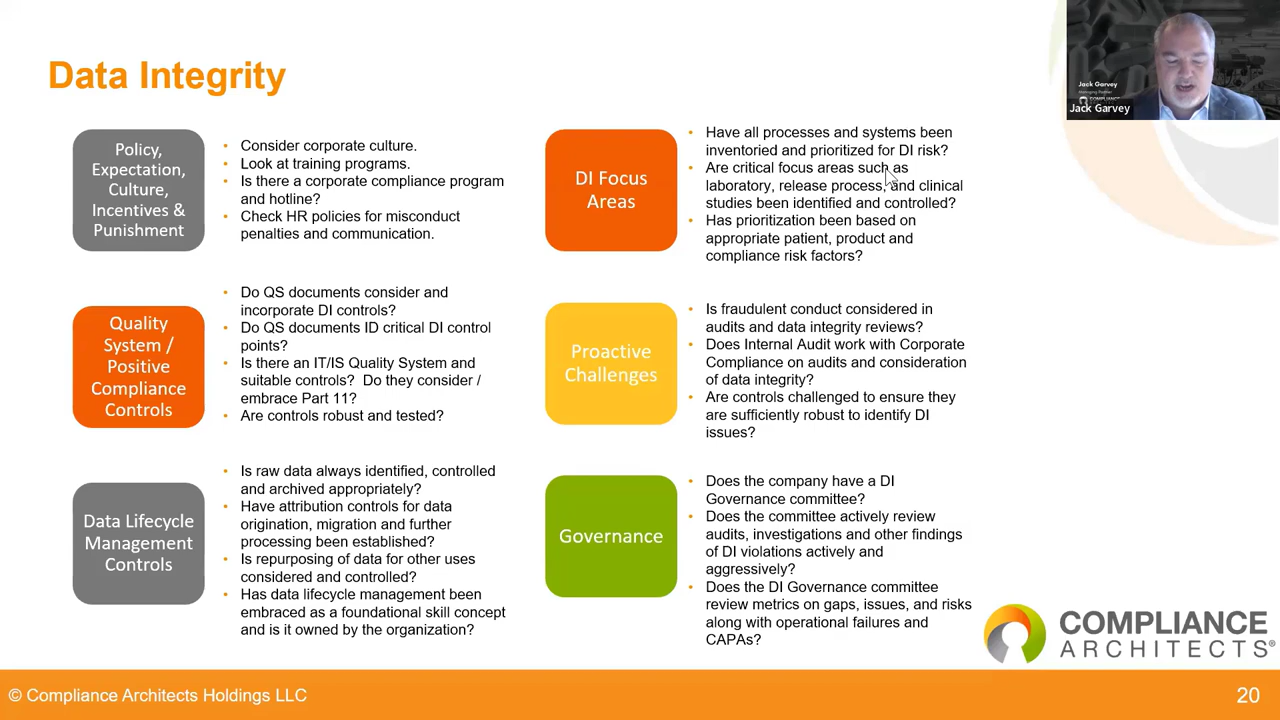 Data Integrity
Policy,
Expectation,
Culture,
Incentives &
Punishment
• Consider corporate culture.
• Look at training programs.
• Is there a corporate compliance program
and hotline?
• Check HR policies for misconduct
penalties and communication.
Quality
System /
Positive
Compliance
Controls
• Do QS documents consider and
incorporate DI controls?
• Do QS documents ID critical DI control
points?
• Is there an IT/IS Quality System and
suitable controls?  Do they consider /
embrace Part 11?
• Are controls robust and tested?
Data Lifecycle
Management
Controls
• Is raw data always identified, controlled
and archived appropriately?
• Have attribution controls for data
origination, migration and further
processing been established?
• Is repurposing of data for other uses
considered and controlled?
• Has data lifecycle management been
embraced as a foundational skill concept
and is it owned by the organization?
DI Focus
Areas
• Have all processes and systems been
inventoried and prioritized for DI risk?
• Are critical focus areas such as
laboratory, release process, and clinical
studies been identified and controlled?
• Has prioritization been based on
appropriate patient, product and
compliance risk factors?
Proactive
Challenges
• Is fraudulent conduct considered in
audits and data integrity reviews?
• Does Internal Audit work with Corporate
Compliance on audits and consideration
of data integrity?
• Are controls challenged to ensure they
are sufficiently robust to identify DI
issues?
Governance
• Does the company have a DI
Governance committee?
• Does the committee actively review
audits, investigations and other findings
of DI violations actively and
aggressively?
• Does the DI Governance committee
review metrics on gaps, issues, and risks
along with operational failures and
CAPAs?
Jack Garvey
Managing Partner
Jack Garvey
COMPLIANCE
ARCHITECTS®
© Compliance Architects Holdings LLC
20